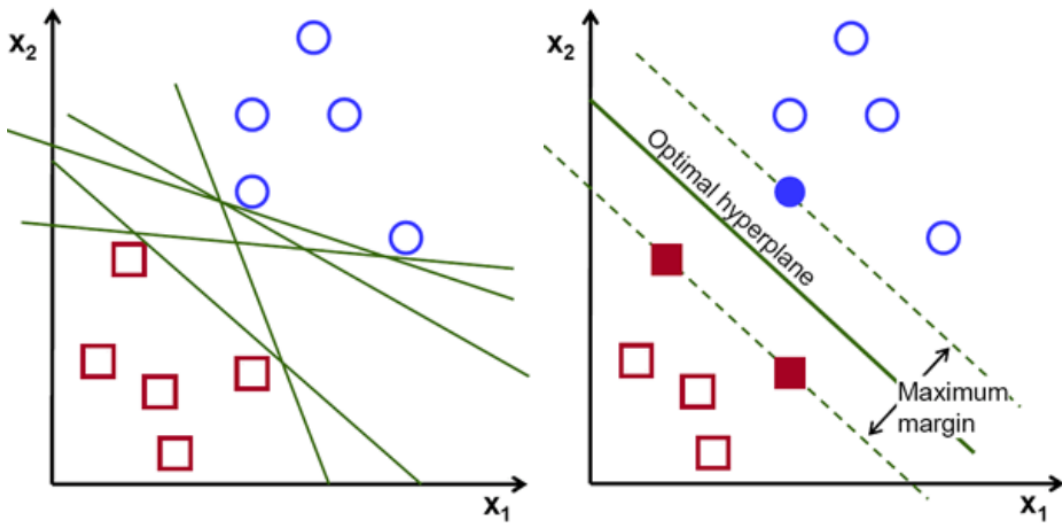 x₂
x₁
x₂
Optimal hyperplane
Maximum
margin
x₁